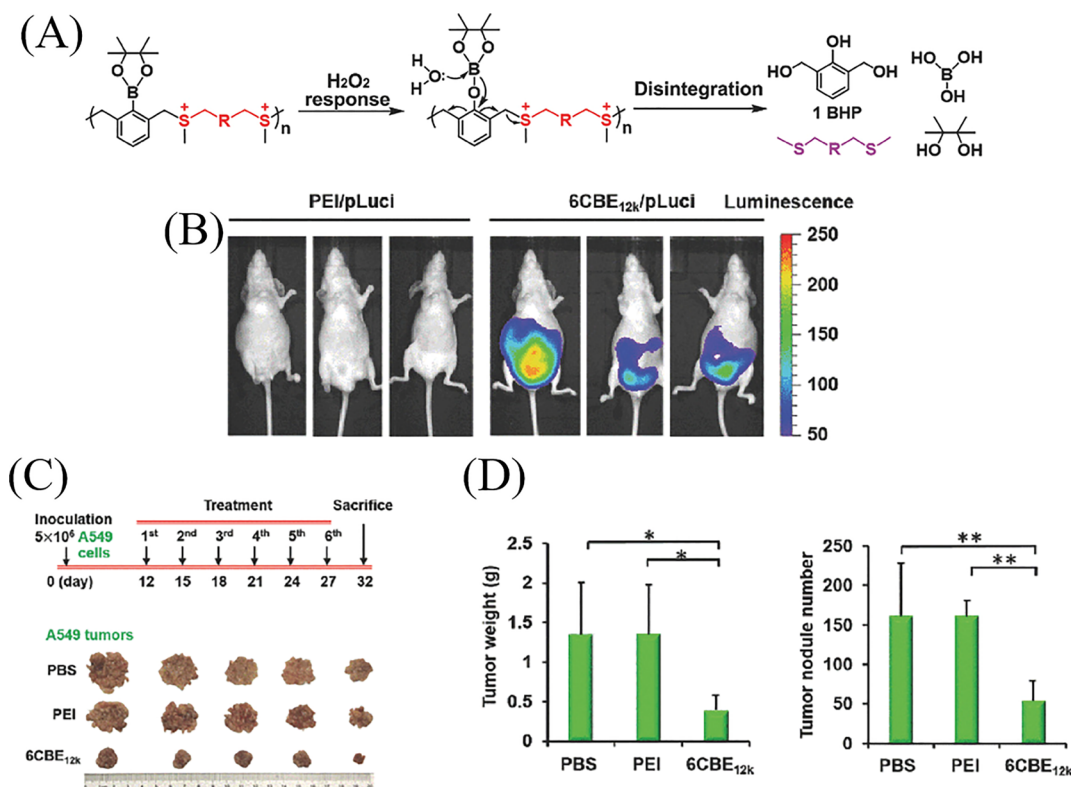 (A)
O O
B
S+ R S+
n
H2O2
response
H
O:
H
O O
B
O
S+ R S+
n
Disintegration
OH
HO OH
1 BHP
HO OH
B
OH
S R S
HO OH
(B)
PEI/pLuci 6CBE12k/pLuci Luminescence
250
200
150
100
50
(C)
Treatment Sacrifice
Inoculation
5×10⁶ A549 cells
1st 2nd 3rd 4th 5th 6th
0 (day) 12 15 18 21 24 27 32
A549 tumors
PBS
PEI
6CBE12k
(D)
Tumor weight (g)
2.5
2
1.5
1
0.5
0
*
*
PBS PEI 6CBE12k
Tumor nodule number
250
200
150
100
50
0
**
**
PBS PEI 6CBE12k